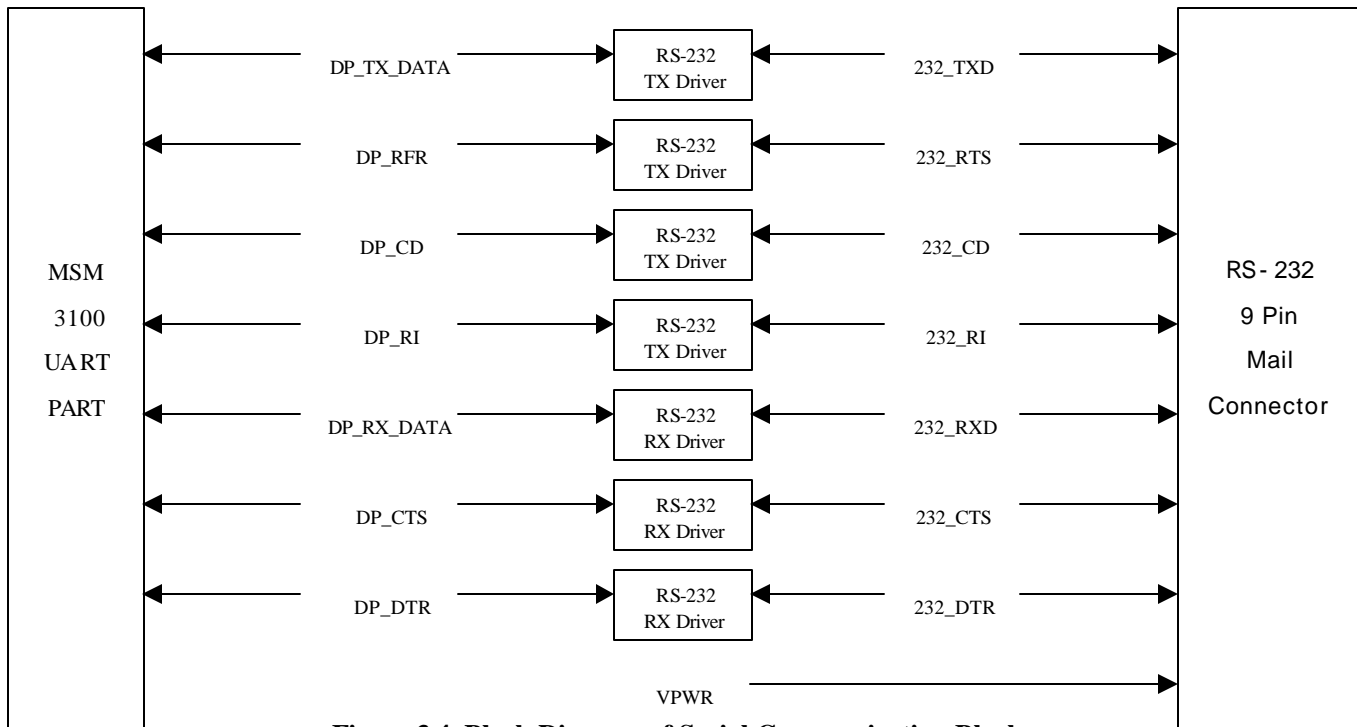 DP_TX_DATA
RS-232
TX Driver
232_TXD
DP_RFR
RS-232
TX Driver
232_RTS
DP_CD
RS-232
TX Driver
232_CD
MSM
3100
UART
PART
DP_RI
RS-232
TX Driver
232_RI
RS- 232
9 Pin
Mail
Connector
DP_RX_DATA
RS-232
RX Driver
232_RXD
DP_CTS
RS-232
RX Driver
232_CTS
DP_DTR
RS-232
RX Driver
232_DTR
VPWR